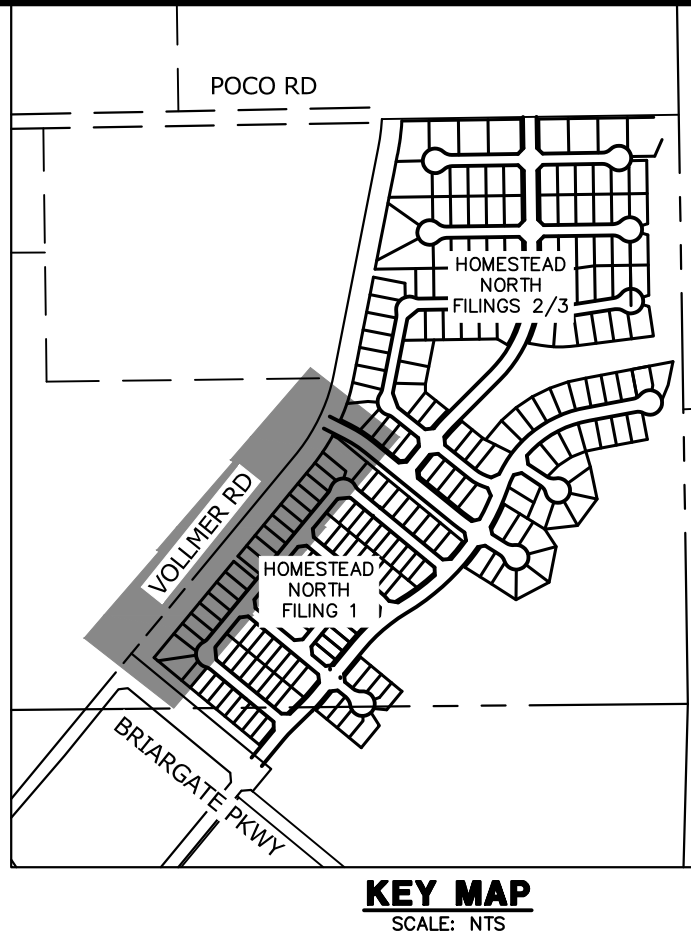 POCO RD
HOMESTEAD
NORTH
FILINGS 2/3
VOLLMER RD
HOMESTEAD
NORTH
FILING 1
BRIARGATE PKWY
KEY MAP
SCALE: NTS